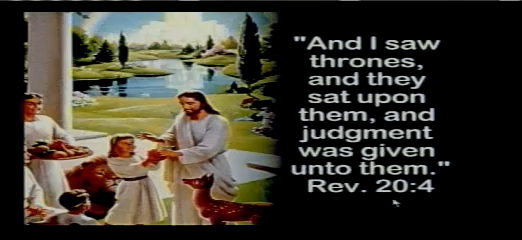 "And I saw
thrones,
and they
sat upon
them, and
judgment
was given
unto them."
Rev. 20:4